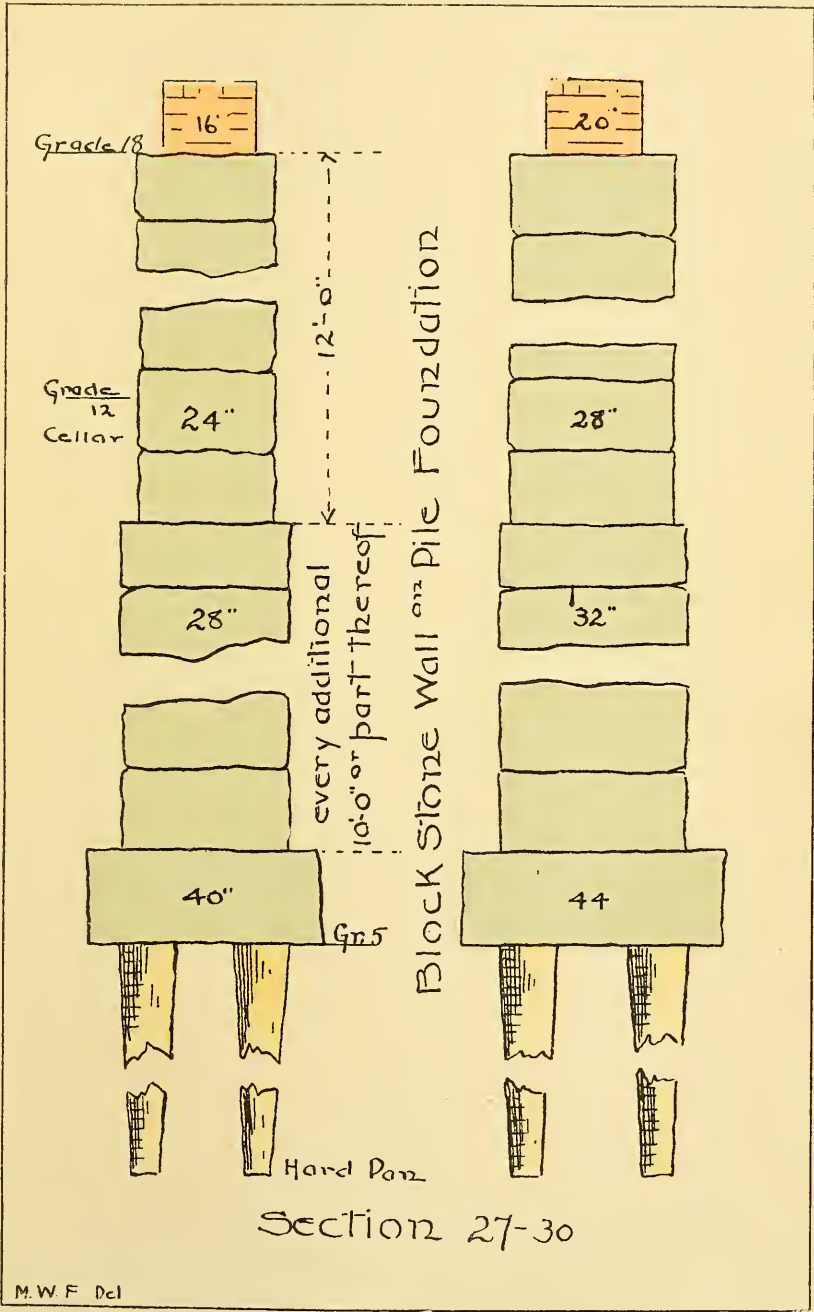 16"
20"
Grade 18
12'-0"
Grade
12
Cellar
24"
28"
Block Stone Wall on Pile Foundation
every additional
10'-0" or part thereof
28"
32"
40"
44
Gr. 5
Hard Pan
Section 27-30
M. W. F Del